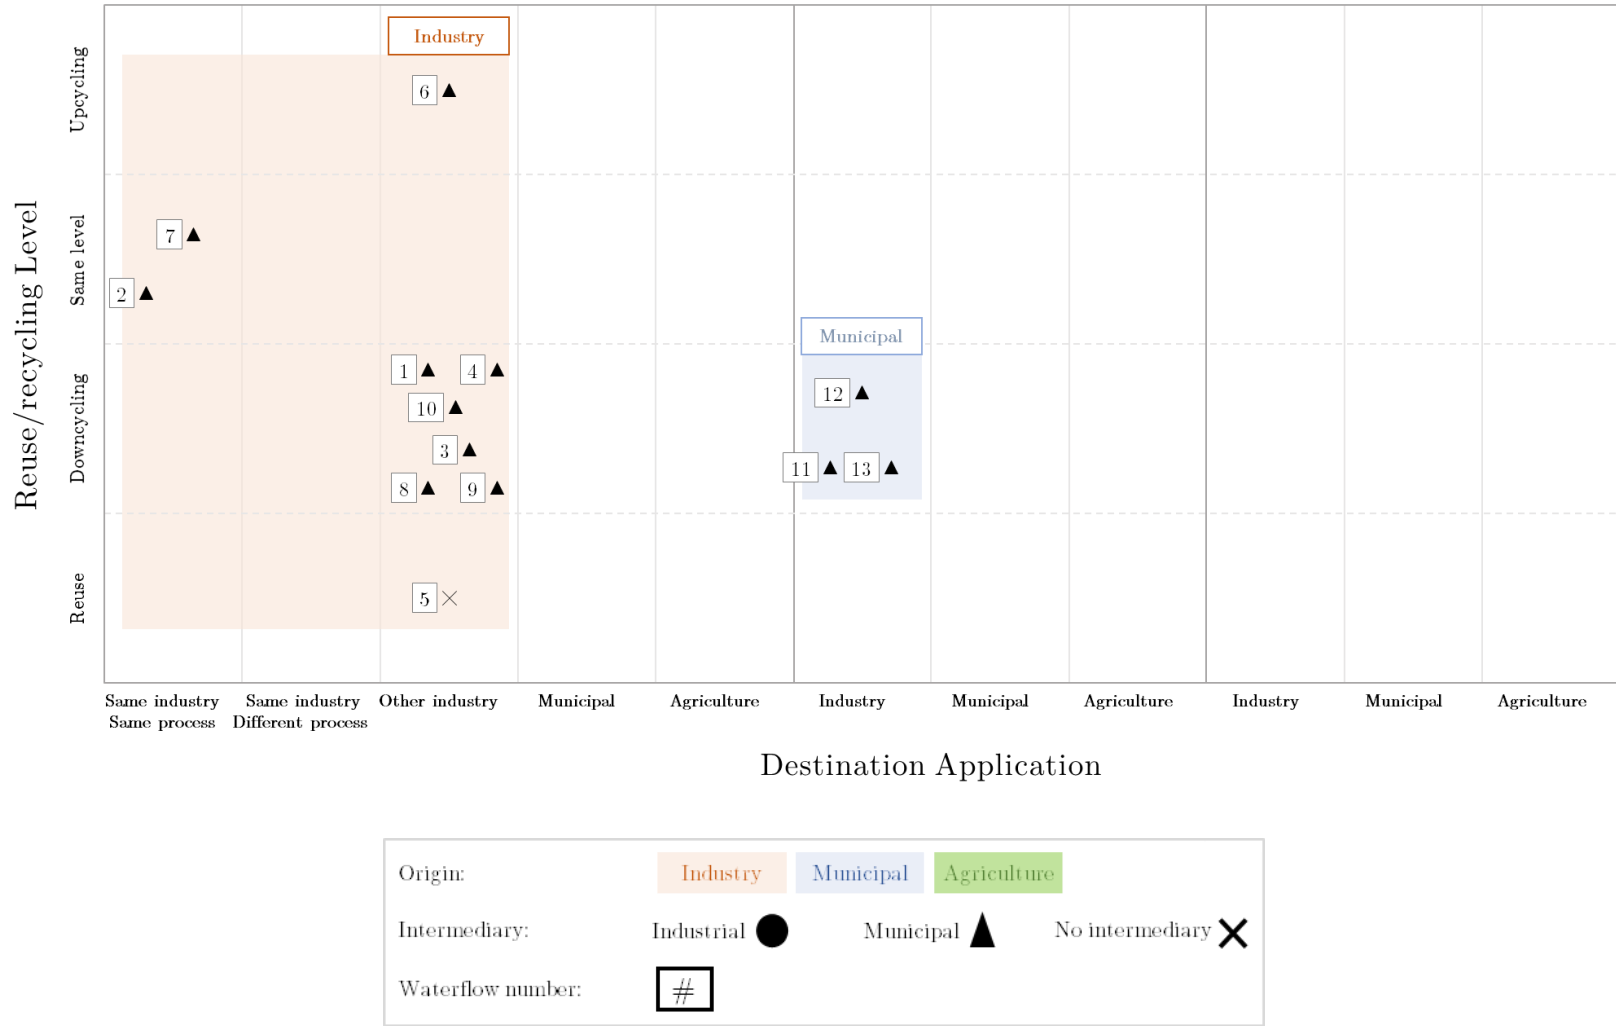 Industry
6
Upcycling
7
Same level
2
Municipal
1
4
12
10
Downcycling
3
11
13
8
9
Reuse
5
Reuse/recycling Level
Same industry
Same process
Same industry
Different process
Other industry
Municipal
Agriculture
Industry
Municipal
Agriculture
Industry
Municipal
Agriculture
Destination Application
Origin:
Industry
Municipal
Agriculture
Intermediary:
Industrial
Municipal
No intermediary
Waterflow number:
#